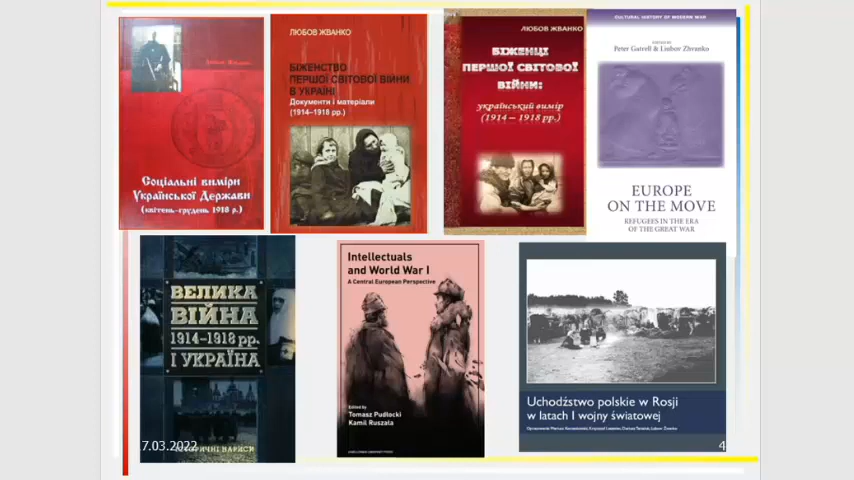 Соціальні виміри
Української Держави
(квітень-грудень 1918 р.)
ЛЮБОВ ЖВАНКО
БІЖЕНСТВО
ПЕРШОЇ СВІТОВОЇ ВІЙНИ
В УКРАЇНІ
Документи і матеріали
(1914–1918 рр.)
ЛЮБОВ ЖВАНКО
БІЖЕНЦІ
ПЕРШОЇ СВІТОВОЇ
ВІЙНИ:
український вимір
(1914 – 1918 рр.)
CULTURAL HISTORY OF MODERN WAR
EDITED BY
Peter Gatrell & Liubov Zhvanko
EUROPE
ON THE MOVE
REFUGEES IN THE ERA
OF THE GREAT WAR
ВЕЛИКА
ВІЙНА
1914–1918 рр.
І УКРАЇНА
7.03.2022
Intellectuals
and World War I
A Central European Perspective
Edited by
Tomasz Pudłocki
Kamil Ruszała
Uchodźstwo polskie w Rosji
w latach I wojny światowej
4